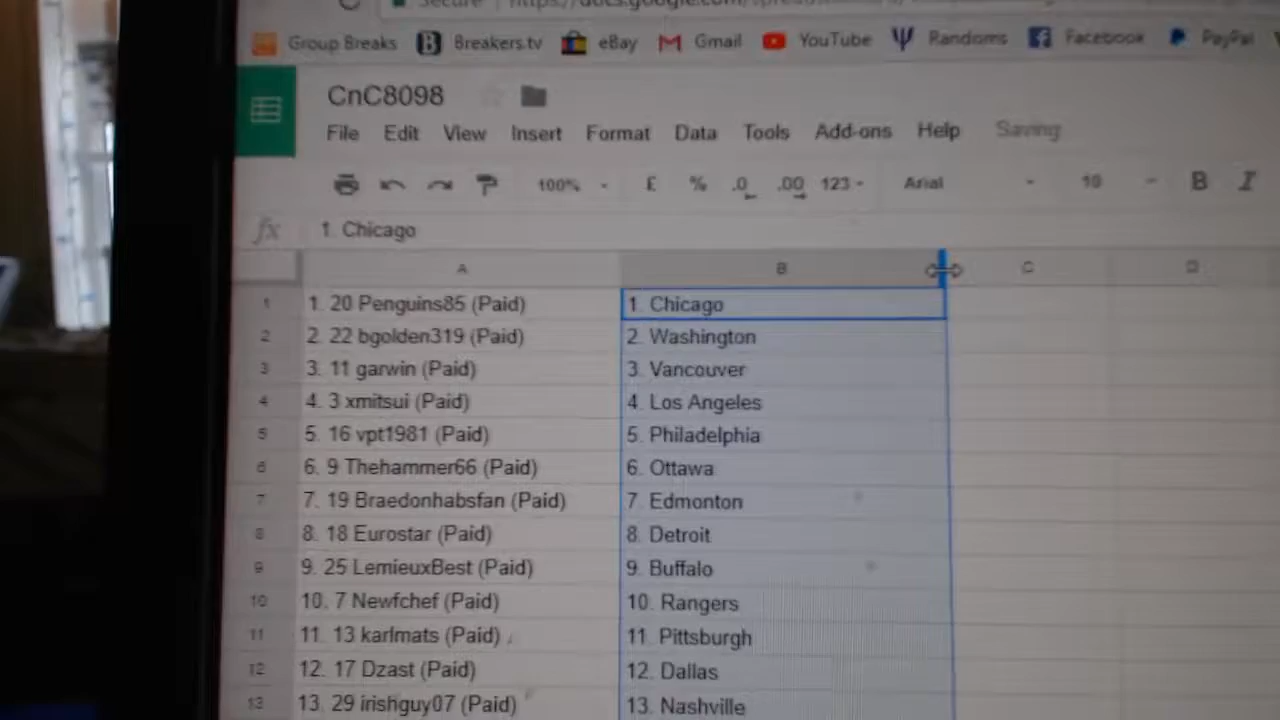 Group Breaks Breakers.tv eBay Gmail YouTube Randoms Facebook PayPal
CnC8098
File Edit View Insert Format Data Tools Add-ons Help Saving
100% £ % .0 .00 123 Arial 10 B I
fx 1. Chicago
A B C D
1 1. 20 Penguins85 (Paid) 1. Chicago
2 2. 22 bgolden319 (Paid) 2. Washington
3 3. 11 garwin (Paid) 3. Vancouver
4 4. 3 xmitsui (Paid) 4. Los Angeles
5 5. 16 vpt1981 (Paid) 5. Philadelphia
6 6. 9 Thehammer66 (Paid) 6. Ottawa
7 7. 19 Braedonhabsfan (Paid) 7. Edmonton
8 8. 18 Eurostar (Paid) 8. Detroit
9 9. 25 LemieuxBest (Paid) 9. Buffalo
10 10. 7 Newfchef (Paid) 10. Rangers
11 11. 13 karlmats (Paid) 11. Pittsburgh
12 12. 17 Dzast (Paid) 12. Dallas
13 13. 29 irishguy07 (Paid) 13. Nashville